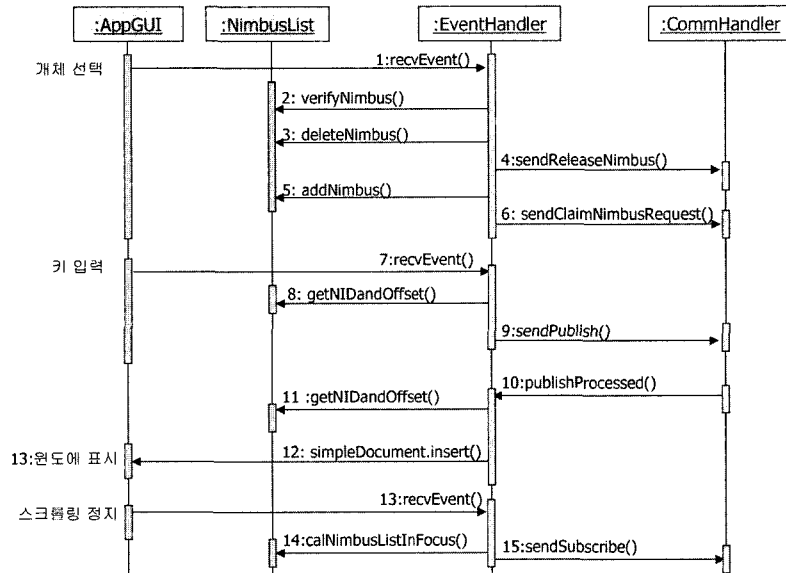 :AppGUI
:NimbusList
:EventHandler
:CommHandler
개체 선택
1:recvEvent()
2: verifyNimbus()
3: deleteNimbus()
4:sendReleaseNimbus()
5: addNimbus()
6: sendClaimNimbusRequest()
키 입력
7:recvEvent()
8: getNIDandOffset()
9:sendPublish()
10:publishProcessed()
11 :getNIDandOffset()
12: simpleDocument.insert()
13:윈도에 표시
13:recvEvent()
스크롤링 정지
14:calNimbusListInFocus()
15:sendSubscribe()